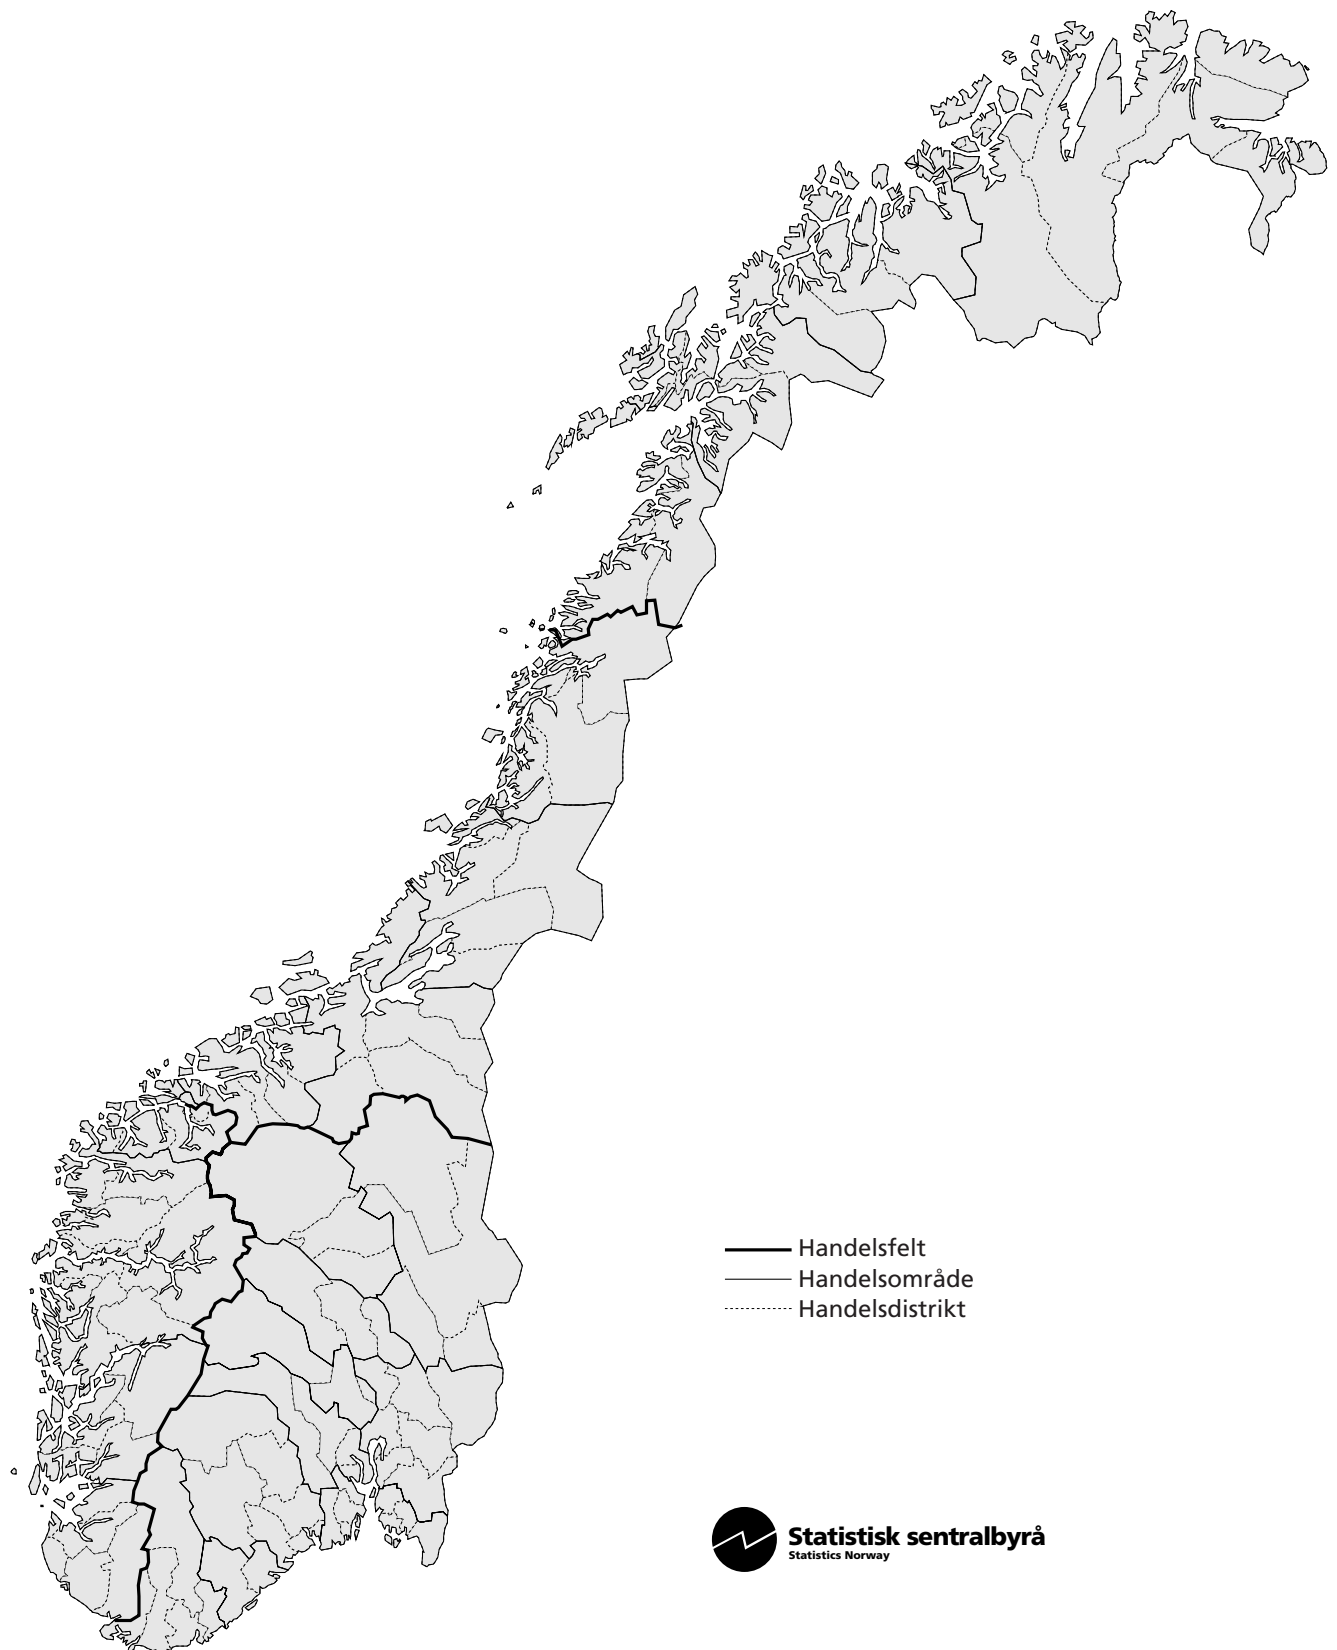 Handelsfelt
Handelsområde
Handelsdistrikt
Statistisk sentralbyrå
Statistics Norway